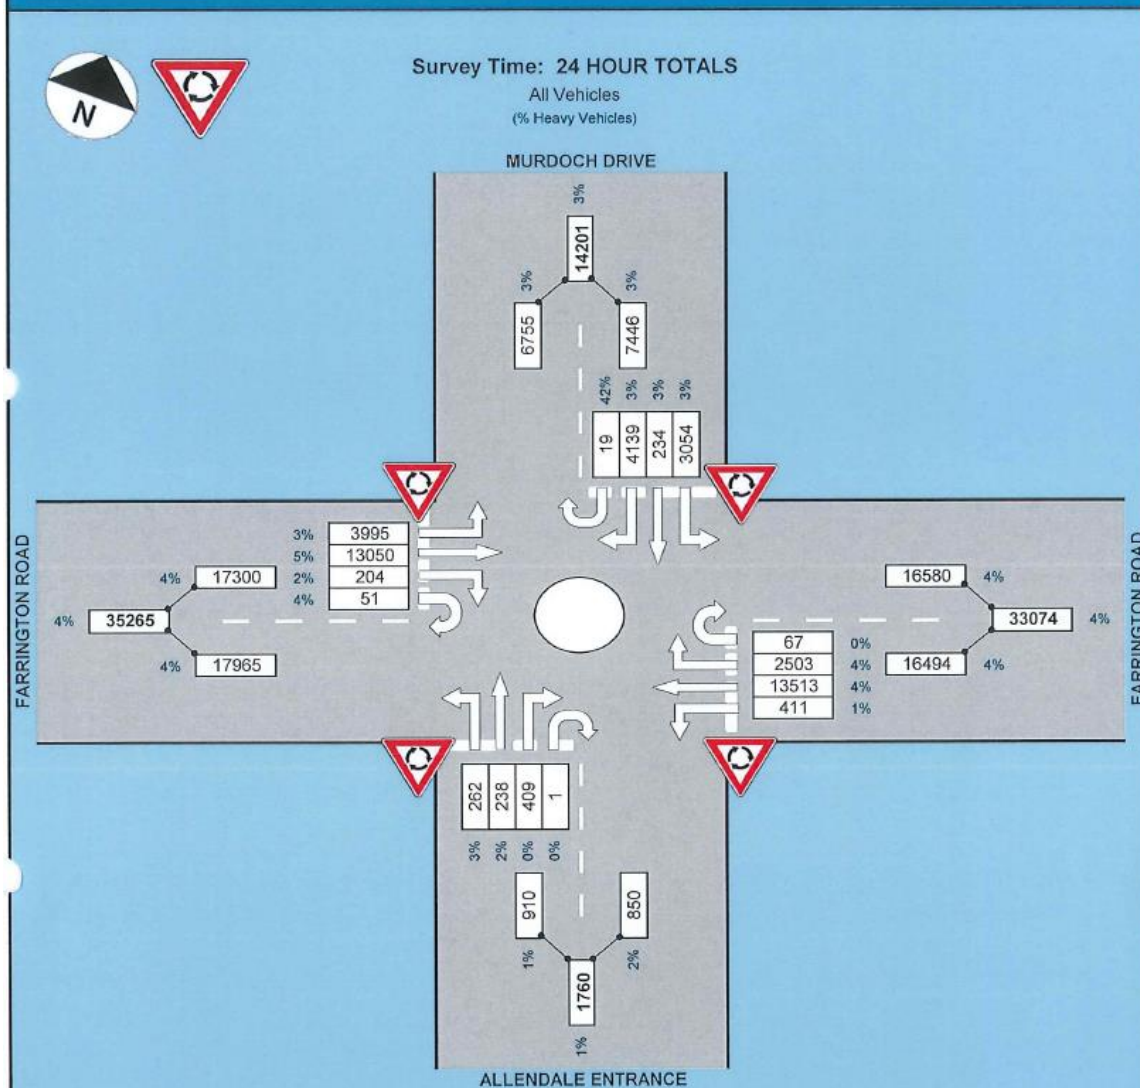 Survey Time: 24 HOUR TOTALS
All Vehicles
(% Heavy Vehicles)
N
MURDOCH DRIVE
3%
14201
3% 3%
6755 7446
42% 3% 3% 3%
19 4139 234 3054
FARRINGTON ROAD
3% 3995
5% 13050
2% 204
4% 51
4% 17300
4% 35265
4% 17965
16580 4%
33074 4%
16494 4%
67 0%
2503 4%
13513 4%
411 1%
FARRINGTON ROAD
262 238 409 1
3% 2% 0% 0%
910 850
1% 2%
1760
1%
ALLENDALE ENTRANCE